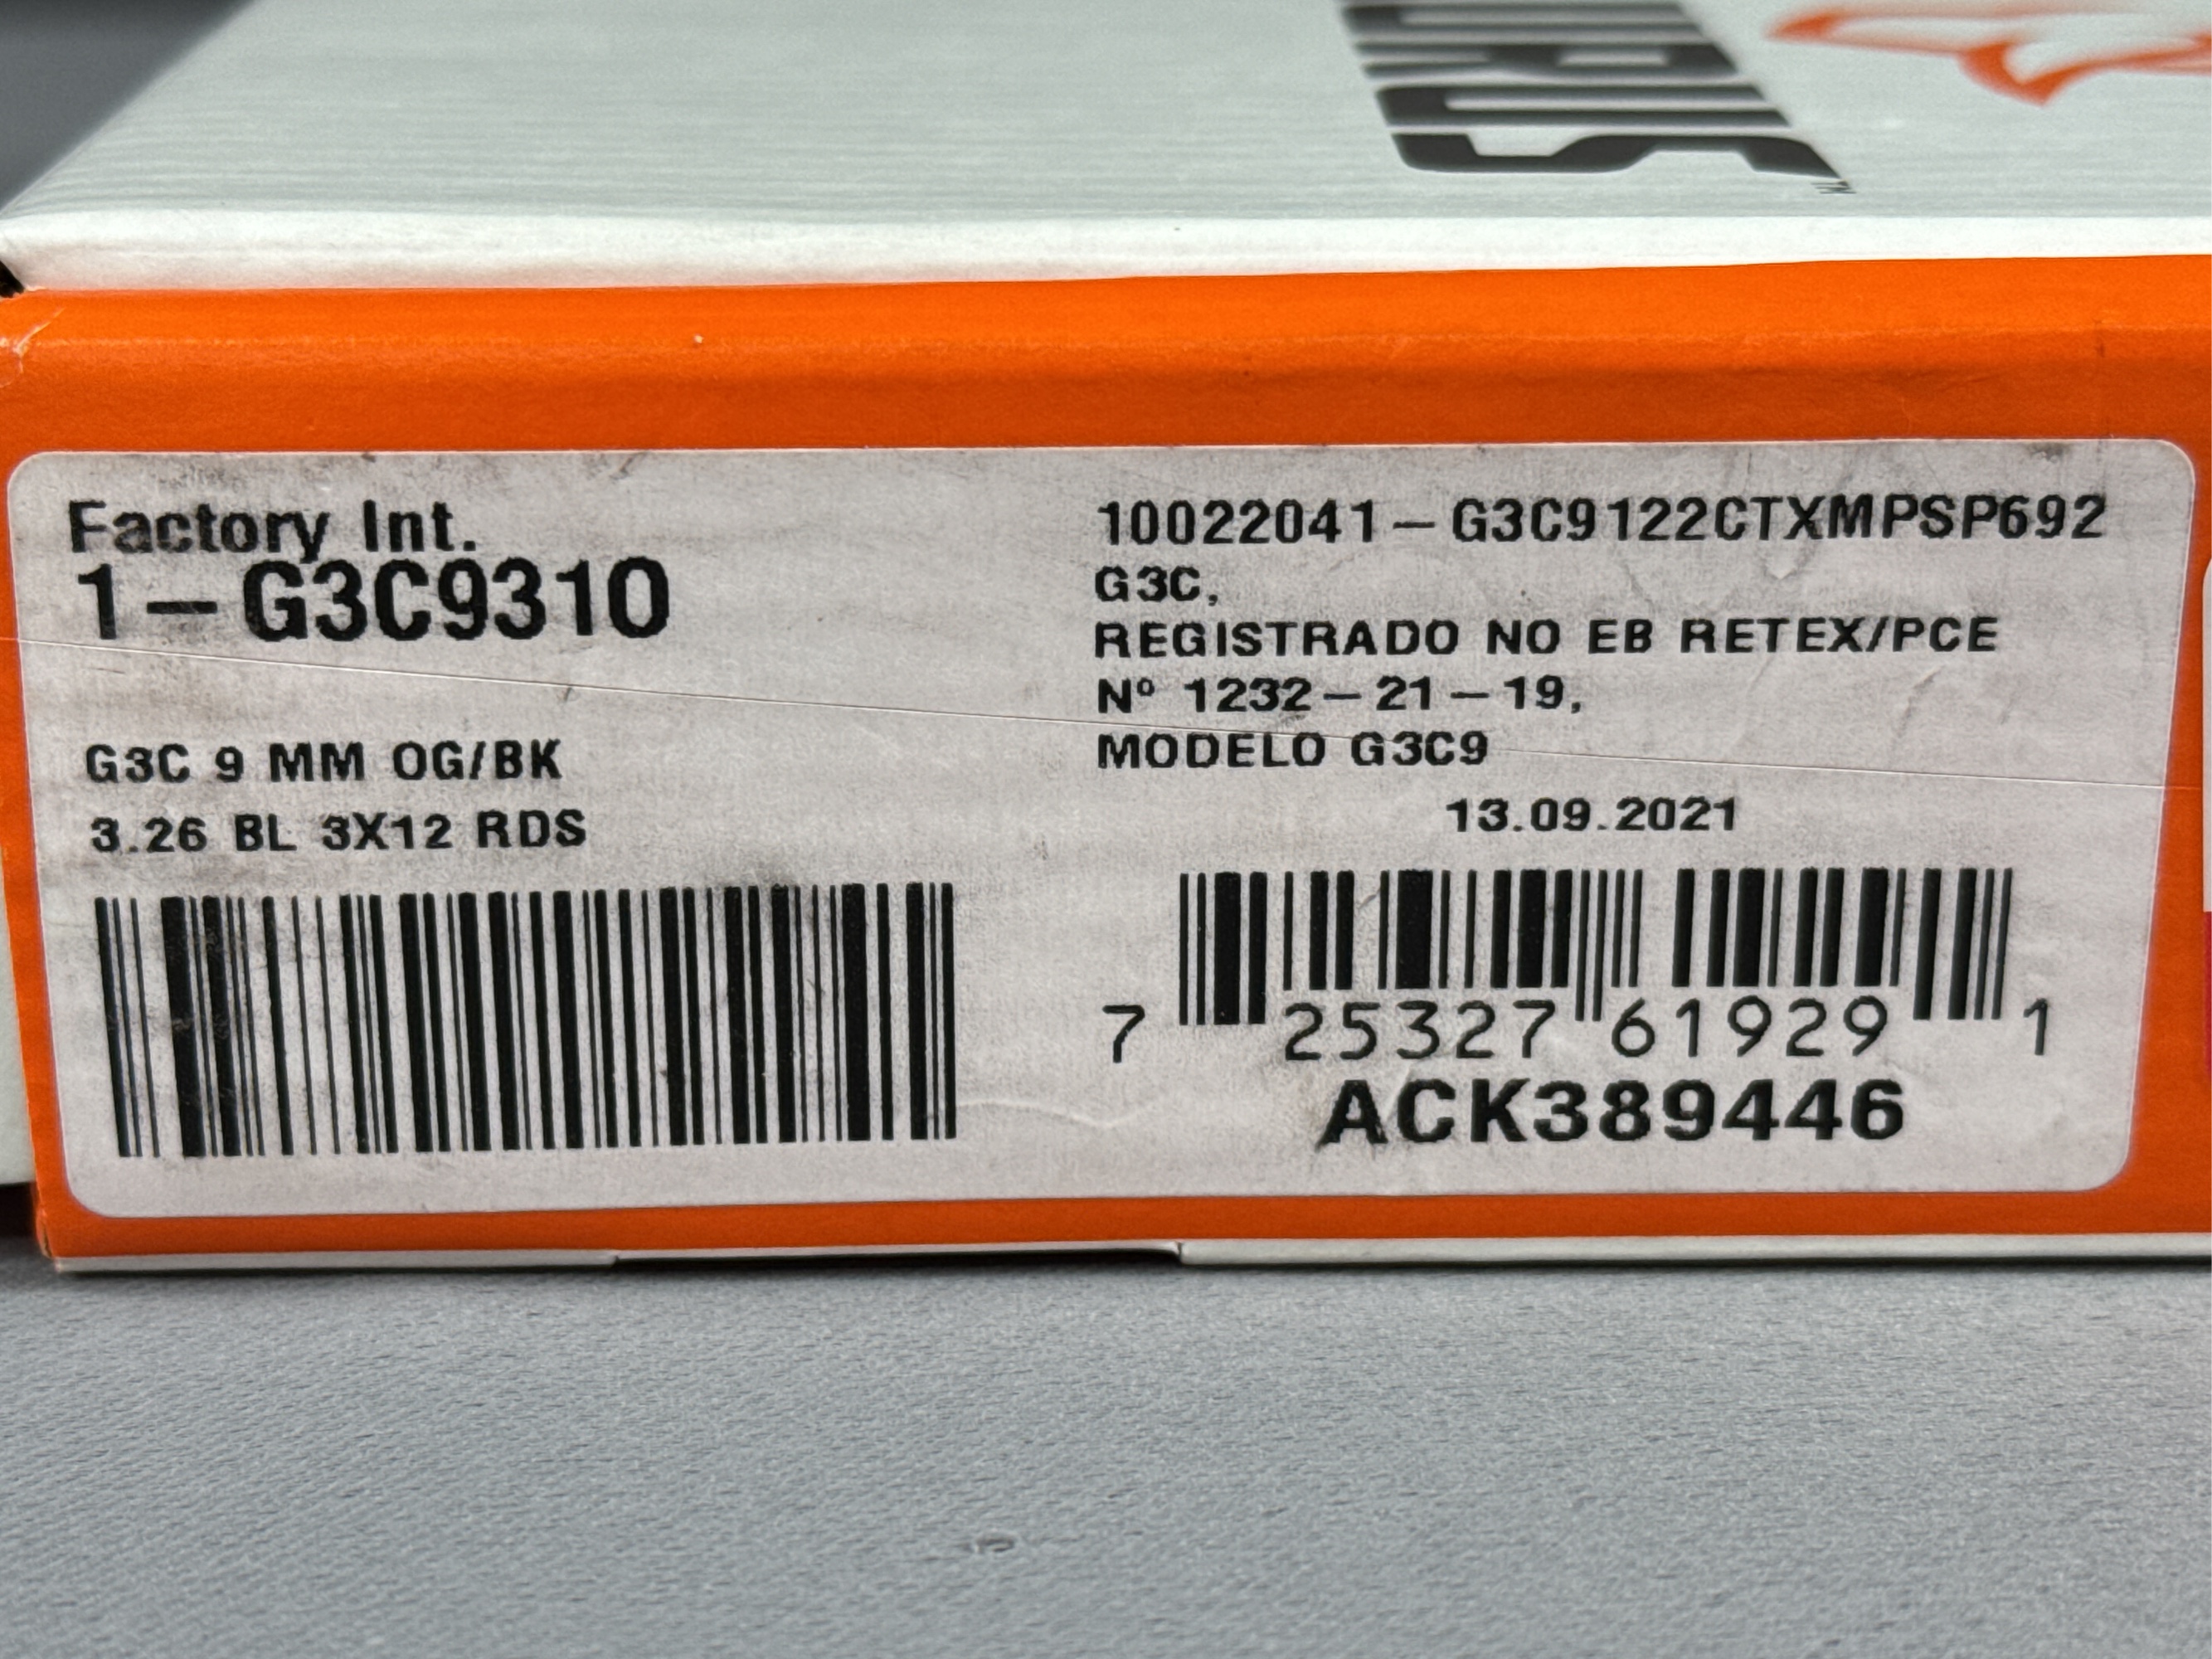 Factory Int.
1-G3C931O
G3C 9 MM OG/BK
3.26 BL 3X12 RDS
10022041-G3C9122CTXMPSP692
G3C,
REGISTRADO NO EB RETEX/PCE
Nº 1232-21-19,
MODELO G3C9
13.09.2021
7 25327 61929 1
ACK389446